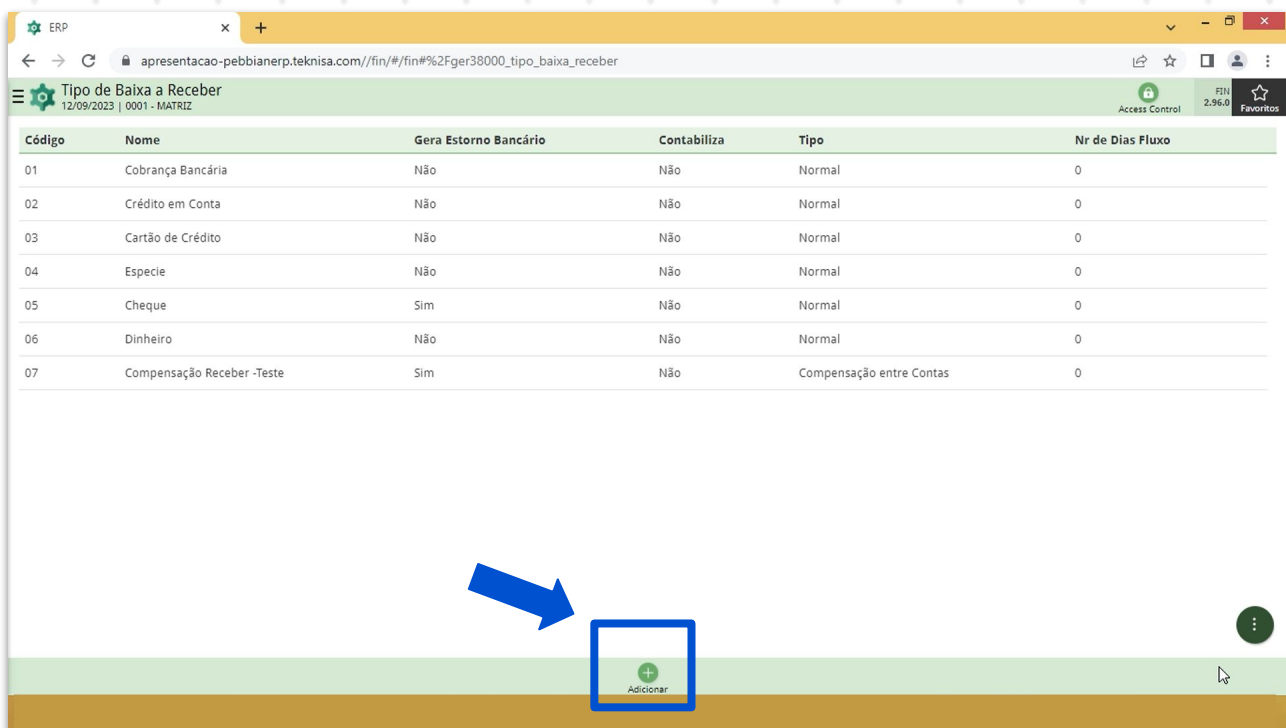 ERP
apresentacao-pebbianerp.teknisa.com//fin/#/fin#%2Fger38000_tipo_baixa_receber
Tipo de Baixa a Receber
12/09/2023 | 0001 - MATRIZ
Access Control
FIN
2.96.0
Favoritos
Código Nome Gera Estorno Bancário Contabiliza Tipo Nr de Dias Fluxo
01 Cobrança Bancária Não Não Normal 0
02 Crédito em Conta Não Não Normal 0
03 Cartão de Crédito Não Não Normal 0
04 Especie Não Não Normal 0
05 Cheque Sim Não Normal 0
06 Dinheiro Não Não Normal 0
07 Compensação Receber -Teste Sim Não Compensação entre Contas 0
Adicionar